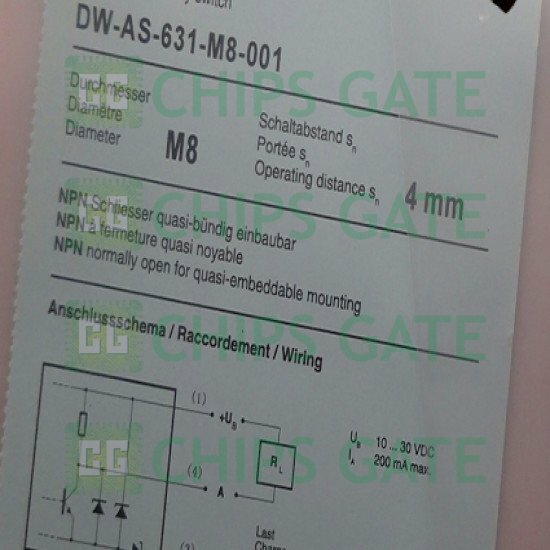 Switch
DW-AS-631-M8-001
Durchmesser
Diamètre
Diameter
M8
Schaltabstand sn
Portée sn
Operating distance sn
4 mm
NPN Schliesser quasi-bündig einbaubar
NPN à fermeture quasi noyable
NPN normally open for quasi-embeddable mounting
Anschlussschema / Raccordement / Wiring
(1)
+UB
RL
(4)
A
UB 10 ... 30 VDC
IA 200 mA max.
Last
CHIPS GATE
CHIPS GATE
CHIPS GATE
CHIPS GATE
CHIPS GATE